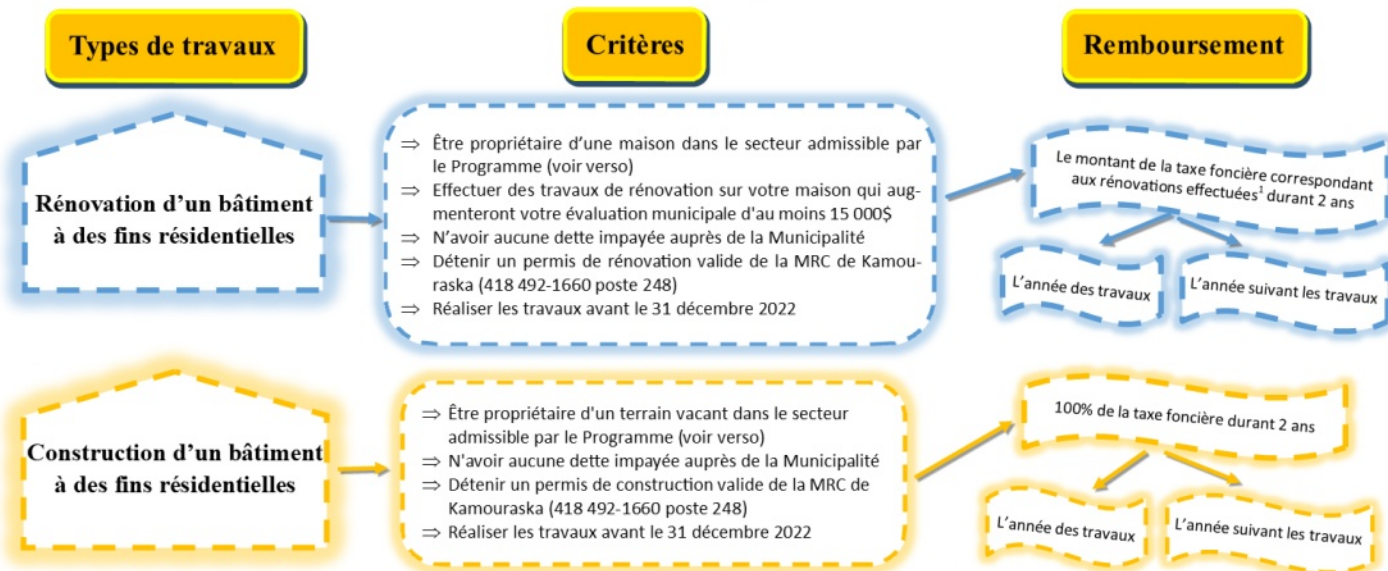 Types de travaux
Critères
Remboursement
Rénovation d’un bâtiment
à des fins résidentielles
⇒ Être propriétaire d’une maison dans le secteur admissible par
le Programme (voir verso)
⇒ Effectuer des travaux de rénovation sur votre maison qui aug-
menteront votre évaluation municipale d'au moins 15 000$
⇒ N’avoir aucune dette impayée auprès de la Municipalité
⇒ Détenir un permis de rénovation valide de la MRC de Kamou-
raska (418 492-1660 poste 248)
⇒ Réaliser les travaux avant le 31 décembre 2022
Le montant de la taxe foncière correspondant
aux rénovations effectuées¹ durant 2 ans
L’année des travaux
L’année suivant les travaux
Construction d’un bâtiment
à des fins résidentielles
⇒ Être propriétaire d'un terrain vacant dans le secteur
admissible par le Programme (voir verso)
⇒ N'avoir aucune dette impayée auprès de la Municipalité
⇒ Détenir un permis de construction valide de la MRC de
Kamouraska (418 492-1660 poste 248)
⇒ Réaliser les travaux avant le 31 décembre 2022
100% de la taxe foncière durant 2 ans
L’année des travaux
L’année suivant les travaux